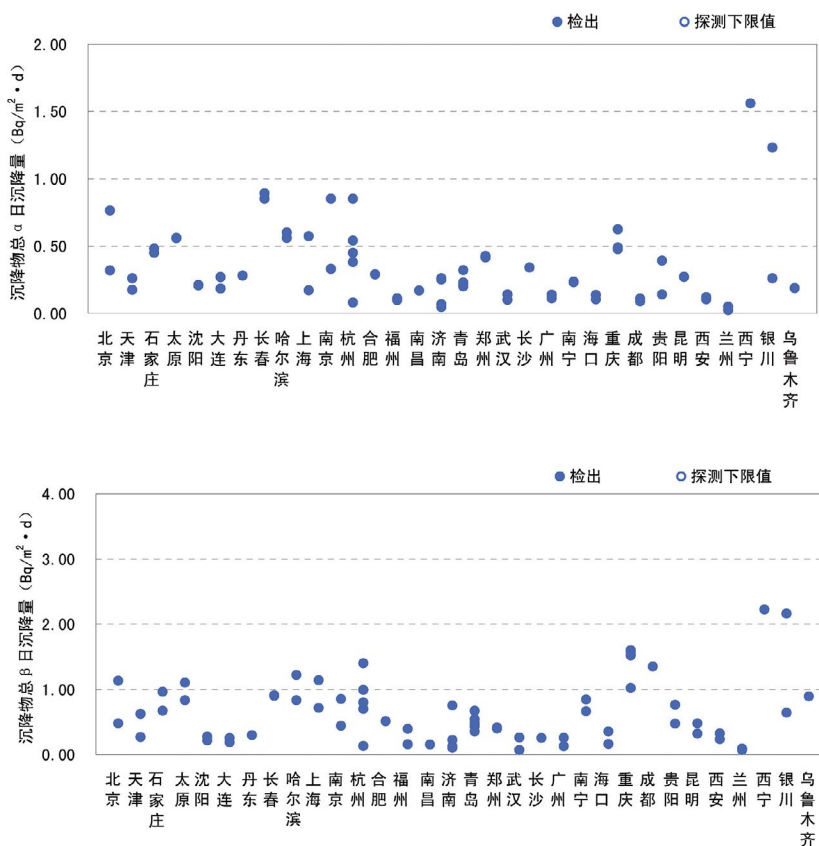 检出 探测下限值
沉降物总α日沉降量（Bq/m²·d）
2.00
1.50
1.00
0.50
0.00
北京 天津 石家庄 太原 沈阳 大连 丹东 长春 哈尔滨 上海 南京 杭州 合肥 福州 南昌 济南 青岛 郑州 武汉 长沙 广州 南宁 海口 重庆 成都 贵阳 昆明 西安 兰州 西宁 银川 乌鲁木齐
检出 探测下限值
沉降物总β日沉降量（Bq/m²·d）
4.00
3.00
2.00
1.00
0.00
北京 天津 石家庄 太原 沈阳 大连 丹东 长春 哈尔滨 上海 南京 杭州 合肥 福州 南昌 济南 青岛 郑州 武汉 长沙 广州 南宁 海口 重庆 成都 贵阳 昆明 西安 兰州 西宁 银川 乌鲁木齐